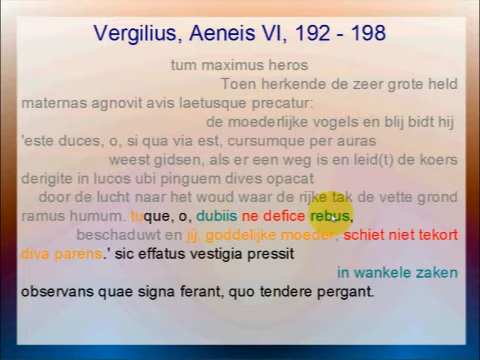 Vergilius, Aeneis VI, 192 - 198
tum maximus heros
Toen herkende de zeer grote held
maternas agnovit avis laetusque precatur:
de moederlijke vogels en blij bidt hij
'este duces, o, si qua via est, cursumque per auras
weest gidsen, als er een weg is en leid(t) de koers
derigite in lucos ubi pinguem dives opacat
door de lucht naar het woud waar de rijke tak de vette grond
ramus humum. tuque, o, dubiis ne defice rebus,
beschaduwt en jij, goddelijke moeder, schiet niet tekort
diva parens.' sic effatus vestigia pressit
in wankele zaken
observans quae signa ferant, quo tendere pergant.